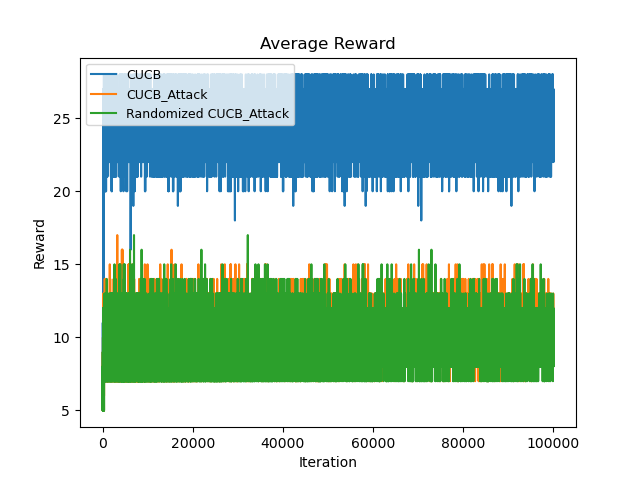 Average Reward
CUCB
CUCB_Attack
Randomized CUCB_Attack
25
20
15
10
5
Reward
0
20000
40000
60000
80000
100000
Iteration